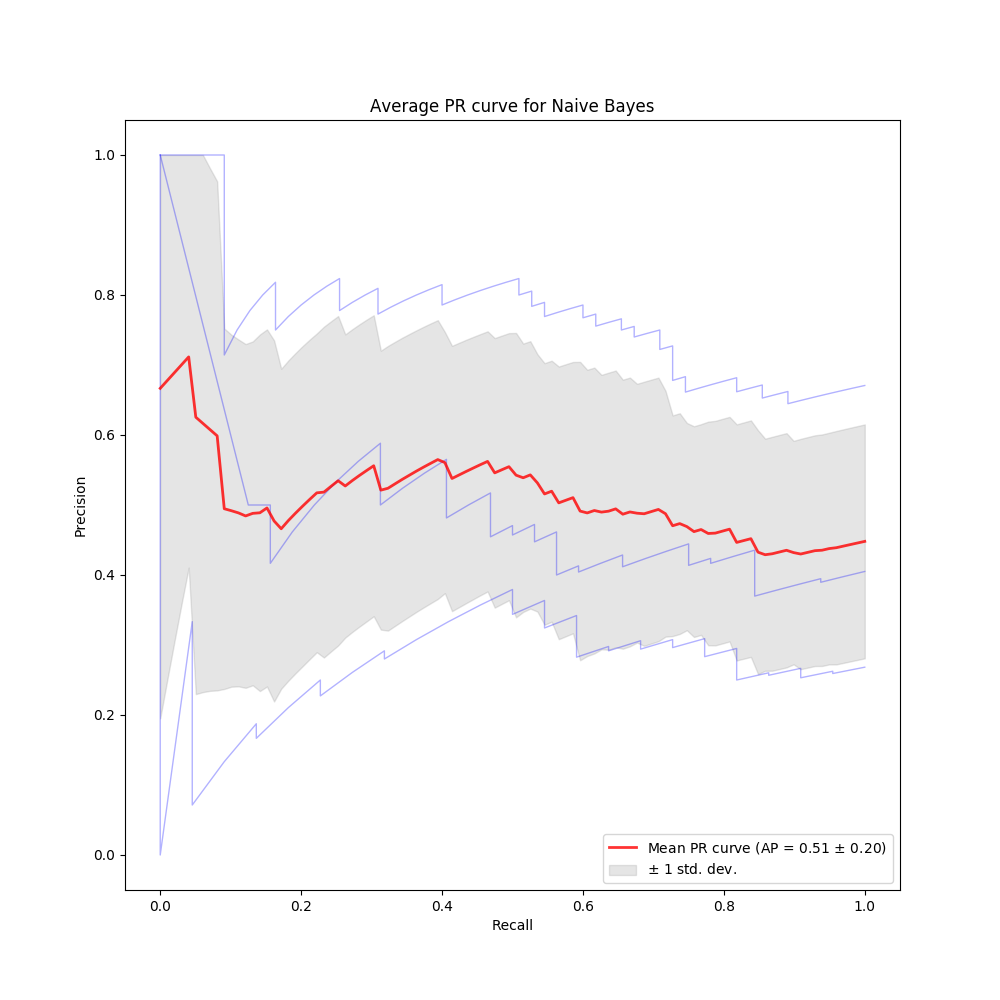 Average PR curve for Naive Bayes
Precision
1.0
0.8
0.6
0.4
0.2
0.0
Mean PR curve (AP = 0.51 ± 0.20)
± 1 std. dev.
0.0 0.2 0.4 0.6 0.8 1.0
Recall